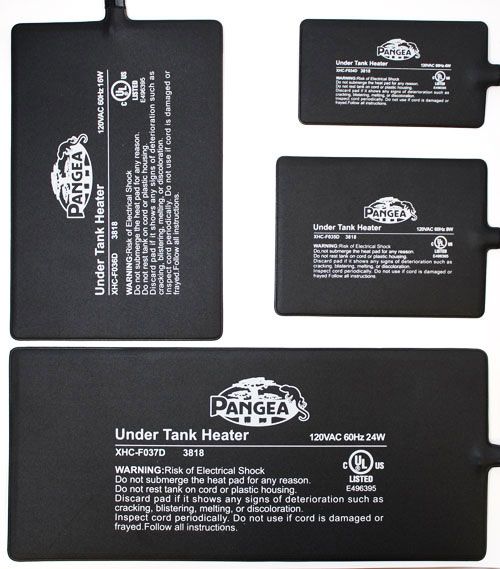 PANGEA
Under Tank Heater 120VAC 60Hz 16W
XHC-F036D 3818
WARNING:Risk of Electrical Shock
Do not submerge the heat pad for any reason.
Do not rest tank on cord or plastic housing.
Discard pad if it shows any signs of deterioration such as
cracking, blistering, melting, or discoloration.
Inspect cord periodically. Do not use if cord is damaged or
frayed.Follow all instructions.
C UL US
LISTED
E496395
PANGEA
Under Tank Heater 120VAC 60Hz 4W
XHC-F034D 3818
WARNING:Risk of Electrical Shock
Do not submerge the heat pad for any reason.
Do not rest tank on cord or plastic housing.
Discard pad if it shows any signs of deterioration such as
cracking, blistering, melting, or discoloration.
Inspect cord periodically. Do not use if cord is damaged or
frayed.Follow all instructions.
C UL US
LISTED
E496395
PANGEA
Under Tank Heater 120VAC 60Hz 8W
XHC-F035D 3818
WARNING:Risk of Electrical Shock
Do not submerge the heat pad for any reason.
Do not rest tank on cord or plastic housing.
Discard pad if it shows any signs of deterioration such as
cracking, blistering, melting, or discoloration.
Inspect cord periodically. Do not use if cord is damaged or
frayed.Follow all instructions
C UL US
LISTED
E496395
PANGEA
Under Tank Heater 120VAC 60Hz 24W
XHC-F037D 3818
WARNING:Risk of Electrical Shock
Do not submerge the heat pad for any reason.
Do not rest tank on cord or plastic housing.
Discard pad if it shows any signs of deterioration such as
cracking, blistering, melting, or discoloration.
Inspect cord periodically. Do not use if cord is damaged or
frayed.Follow all instructions.
C UL US
LISTED
E496395